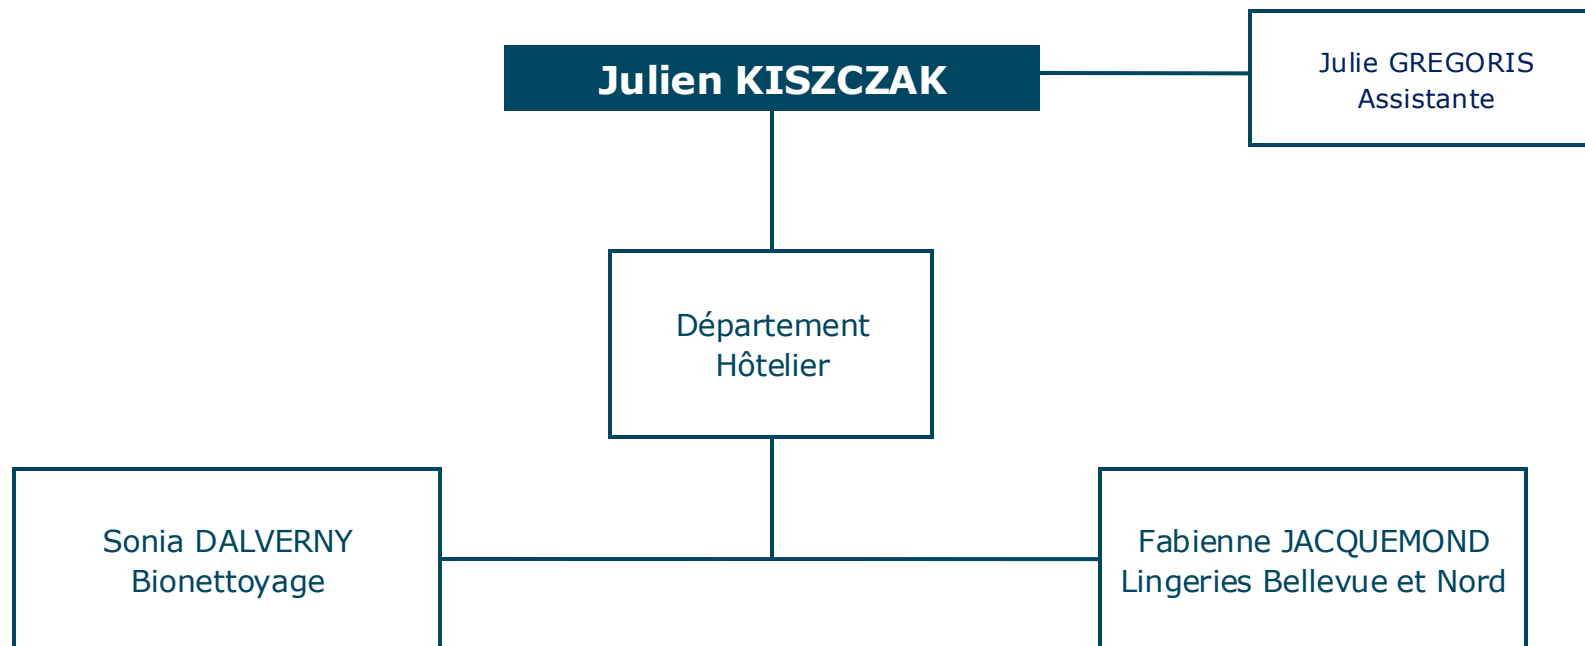 Julien KISZCZAK
Julie GREGORIS
Assistante
Département
Hôtelier
Sonia DALVERNY
Bionettoyage
Fabienne JACQUEMOND
Lingeries Bellevue et Nord